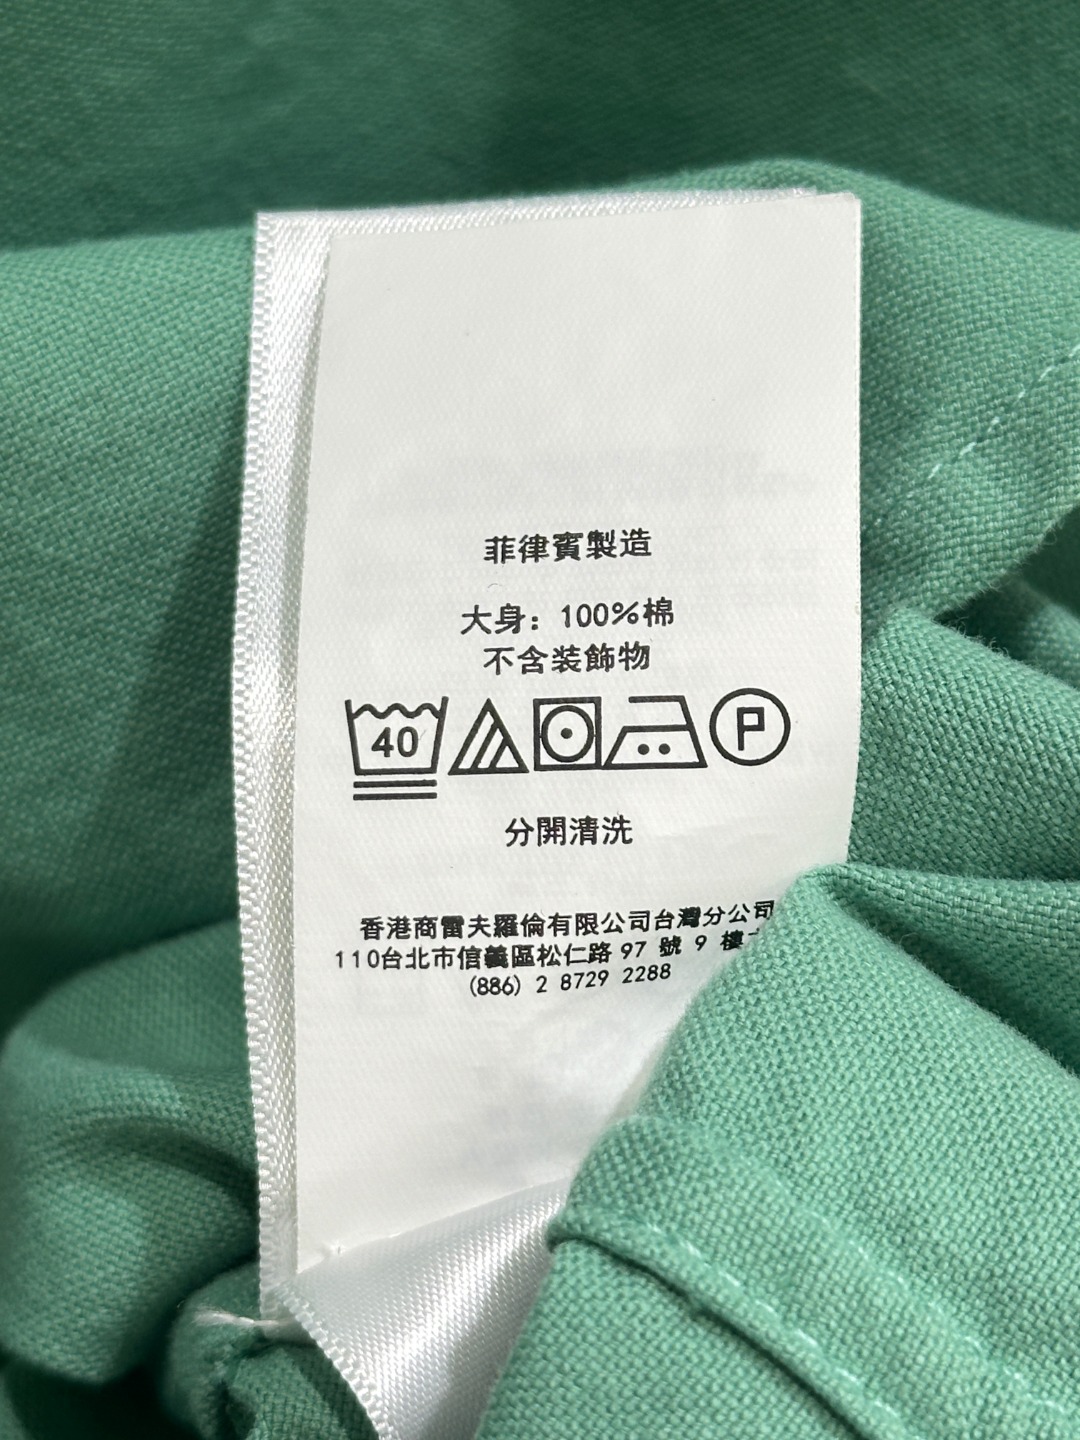 菲律賓製造
大身：100%棉
不含裝飾物
40
P
分開清洗
香港商雷夫羅倫有限公司台灣分公司
110台北市信義區松仁路 97 號 9 樓
(886) 2 8729 2288